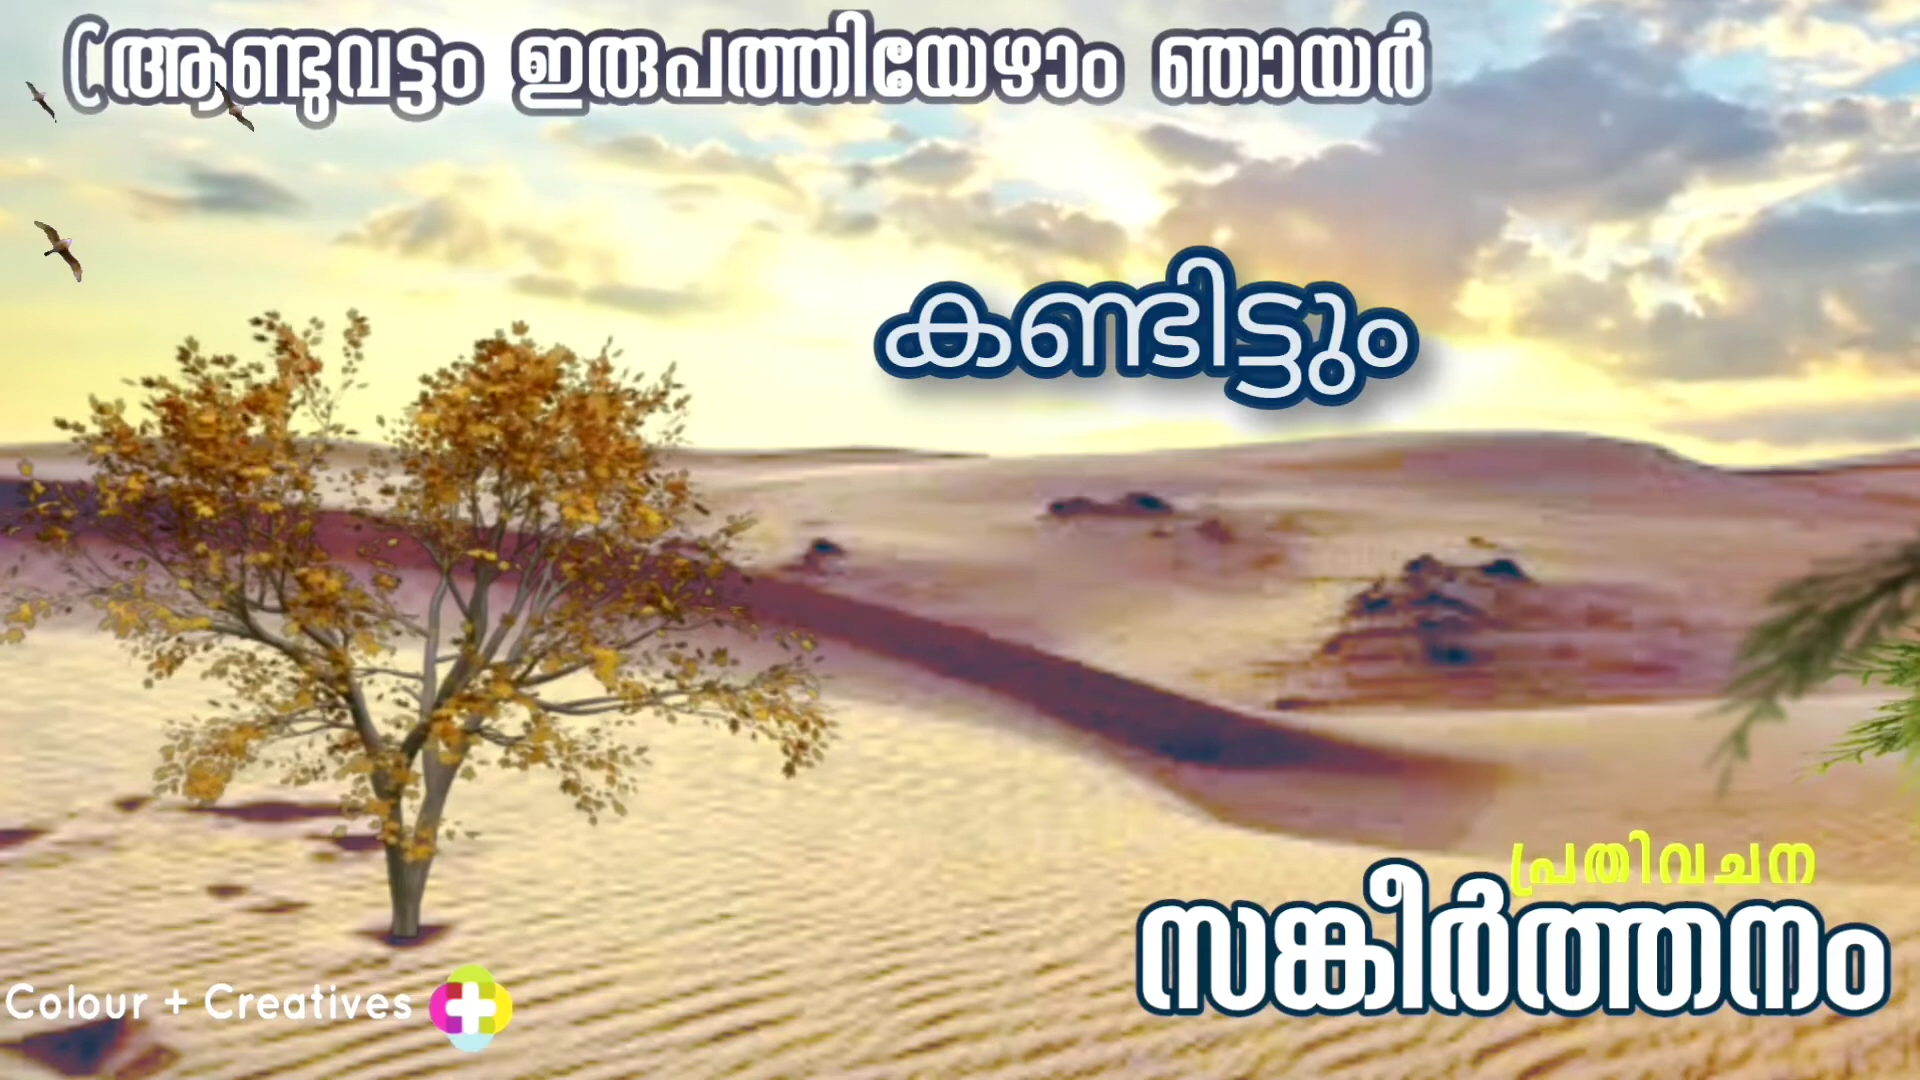 (ആണ്ടുവട്ടം ഇരുപത്തിയേഴാം ഞായർ
കണ്ടിട്ടും
പ്രതിവചന
സങ്കീർത്തനം
Colour + Creatives